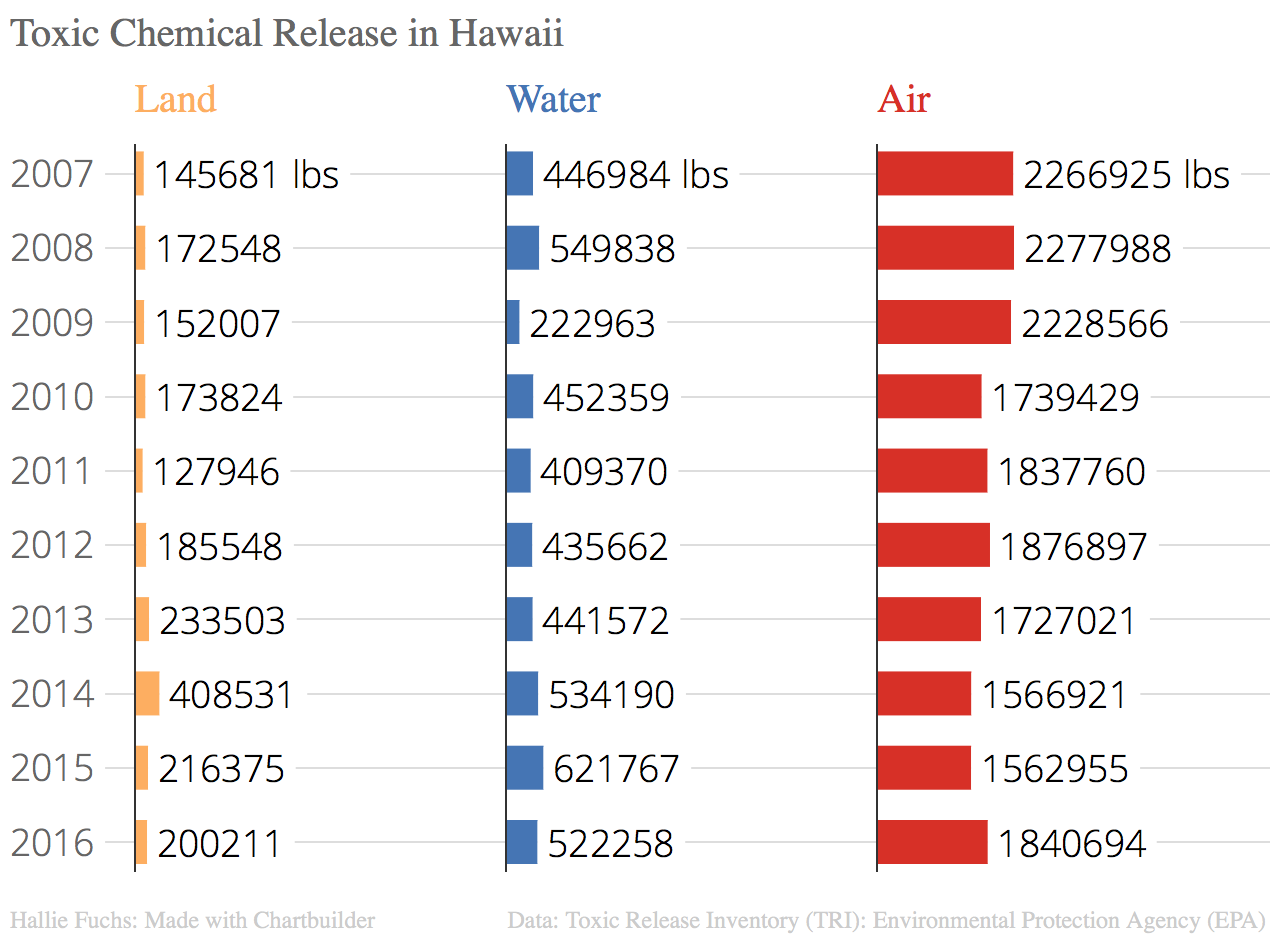 Toxic Chemical Release in Hawaii
Land Water Air
2007 145681 lbs 446984 lbs 2266925 lbs
2008 172548 549838 2277988
2009 152007 222963 2228566
2010 173824 452359 1739429
2011 127946 409370 1837760
2012 185548 435662 1876897
2013 233503 441572 1727021
2014 408531 534190 1566921
2015 216375 621767 1562955
2016 200211 522258 1840694
Hallie Fuchs: Made with Chartbuilder Data: Toxic Release Inventory (TRI): Environmental Protection Agency (EPA)